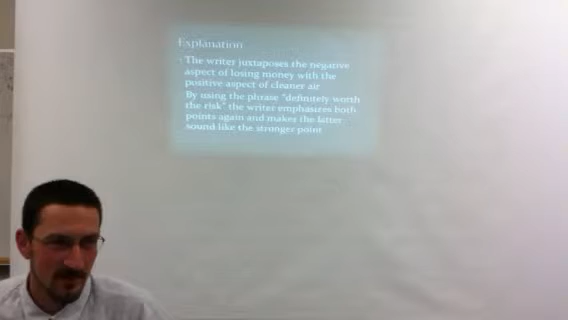 Explanation
· The writer juxtaposes the negative
aspect of losing money with the
positive aspect of cleaner air
By using the phrase "definitely worth
the risk" the writer emphasizes both
points again and makes the latter
sound like the stronger point